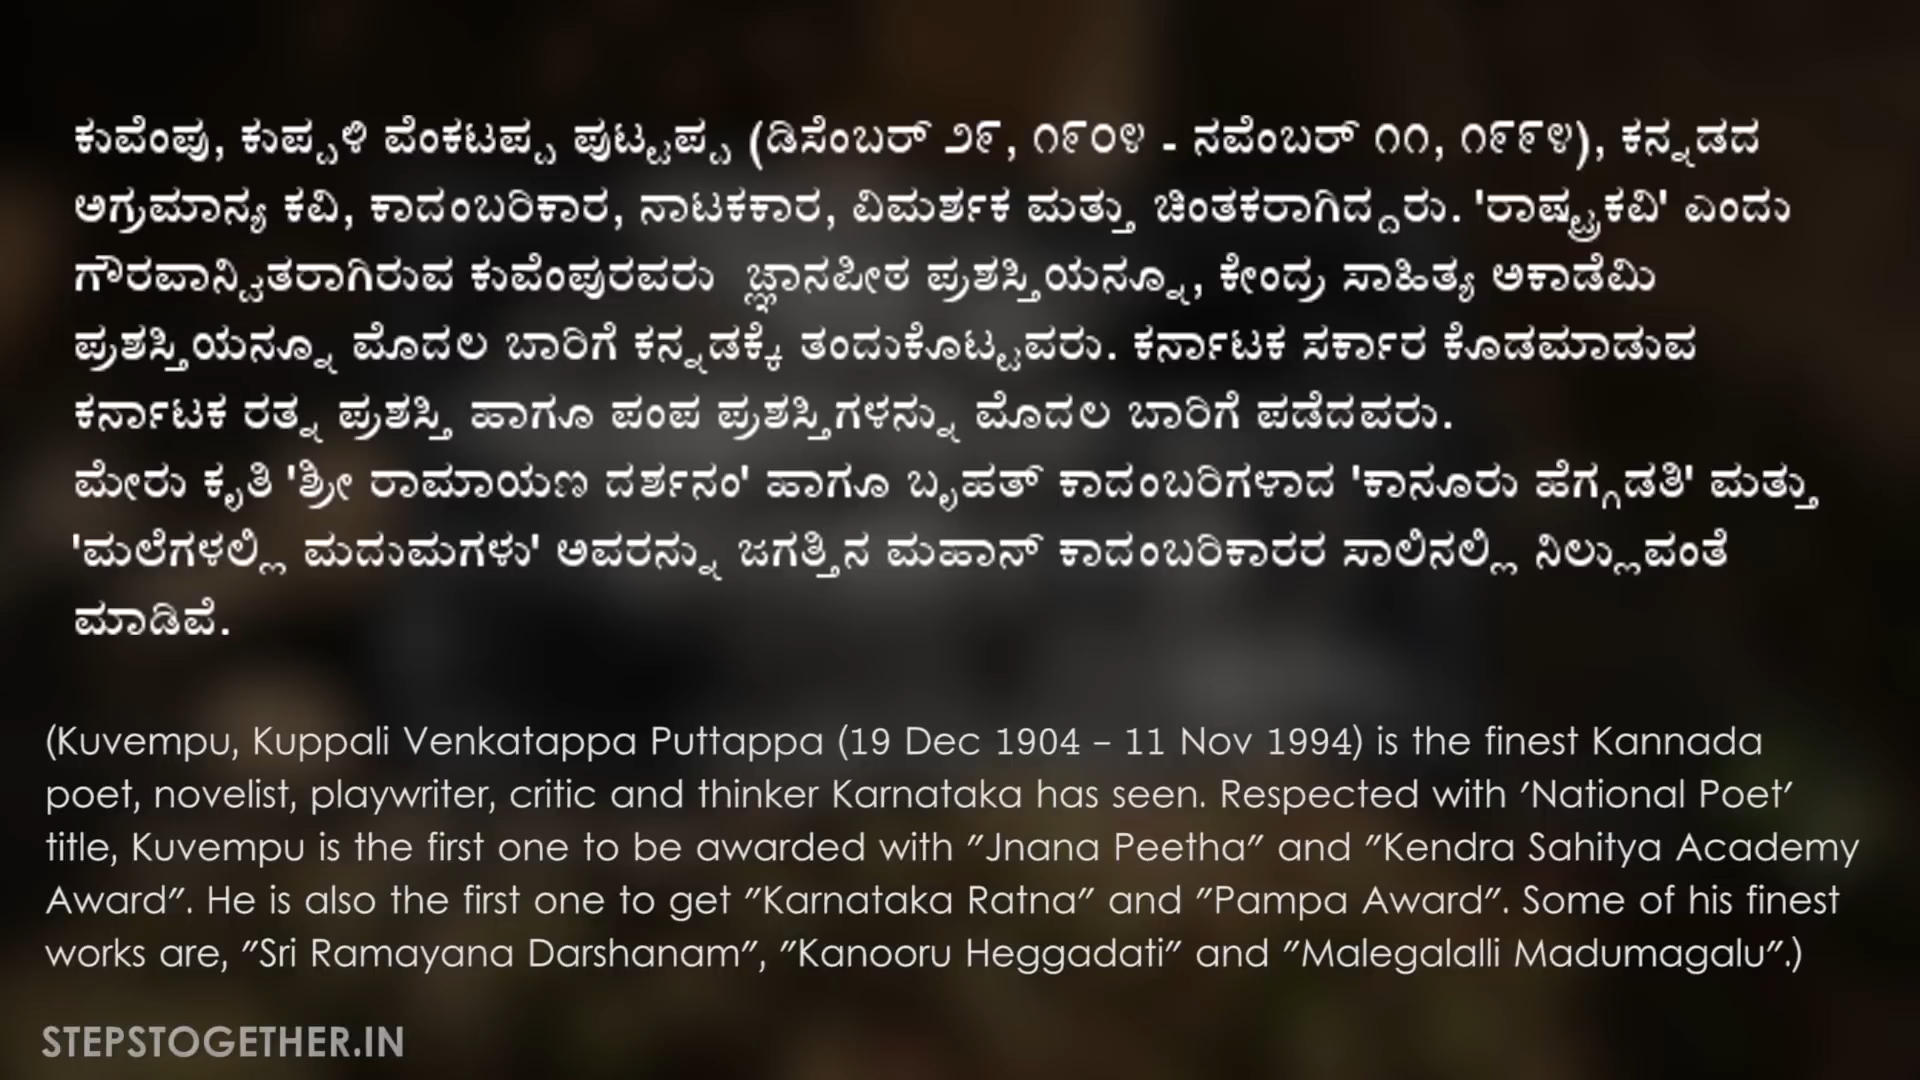 ಕುವೆಂಪು, ಕುಪ್ಪಳಿ ವೆಂಕಟಪ್ಪ ಪುಟ್ಟಪ್ಪ (ಡಿಸೆಂಬರ್ ೨೯, ೧೯೦೪ - ನವೆಂಬರ್ ೧೧, ೧೯೯೪), ಕನ್ನಡದ
ಅಗ್ರಮಾನ್ಯ ಕವಿ, ಕಾದಂಬರಿಕಾರ, ನಾಟಕಕಾರ, ವಿಮರ್ಶಕ ಮತ್ತು ಚಿಂತಕರಾಗಿದ್ದರು. 'ರಾಷ್ಟ್ರಕವಿ' ಎಂದು
ಗೌರವಾನ್ವಿತರಾಗಿರುವ ಕುವೆಂಪುರವರು ಜ್ಞಾನಪೀಠ ಪ್ರಶಸ್ತಿಯನ್ನೂ, ಕೇಂದ್ರ ಸಾಹಿತ್ಯ ಅಕಾಡೆಮಿ
ಪ್ರಶಸ್ತಿಯನ್ನೂ ಮೊದಲ ಬಾರಿಗೆ ಕನ್ನಡಕ್ಕೆ ತಂದುಕೊಟ್ಟವರು. ಕರ್ನಾಟಕ ಸರ್ಕಾರ ಕೊಡಮಾಡುವ
ಕರ್ನಾಟಕ ರತ್ನ ಪ್ರಶಸ್ತಿ ಹಾಗೂ ಪಂಪ ಪ್ರಶಸ್ತಿಗಳನ್ನು ಮೊದಲ ಬಾರಿಗೆ ಪಡೆದವರು.
ಮೇರು ಕೃತಿ 'ಶ್ರೀ ರಾಮಾಯಣ ದರ್ಶನಂ' ಹಾಗೂ ಬೃಹತ್ ಕಾದಂಬರಿಗಳಾದ 'ಕಾನೂರು ಹೆಗ್ಗಡತಿ' ಮತ್ತು
'ಮಲೆಗಳಲ್ಲಿ ಮದುಮಗಳು' ಅವರನ್ನು ಜಗತ್ತಿನ ಮಹಾನ್ ಕಾದಂಬರಿಕಾರರ ಸಾಲಿನಲ್ಲಿ ನಿಲ್ಲುವಂತೆ
ಮಾಡಿವೆ.
(Kuvempu, Kuppali Venkatappa Puttappa (19 Dec 1904 – 11 Nov 1994) is the finest Kannada
poet, novelist, playwriter, critic and thinker Karnataka has seen. Respected with ‘National Poet’
title, Kuvempu is the first one to be awarded with “Jnana Peetha” and “Kendra Sahitya Academy
Award”. He is also the first one to get “Karnataka Ratna” and “Pampa Award”. Some of his finest
works are, “Sri Ramayana Darshanam”, “Kanooru Heggadati” and “Malegalalli Madumagalu”.)
STEPSTOGETHER.IN